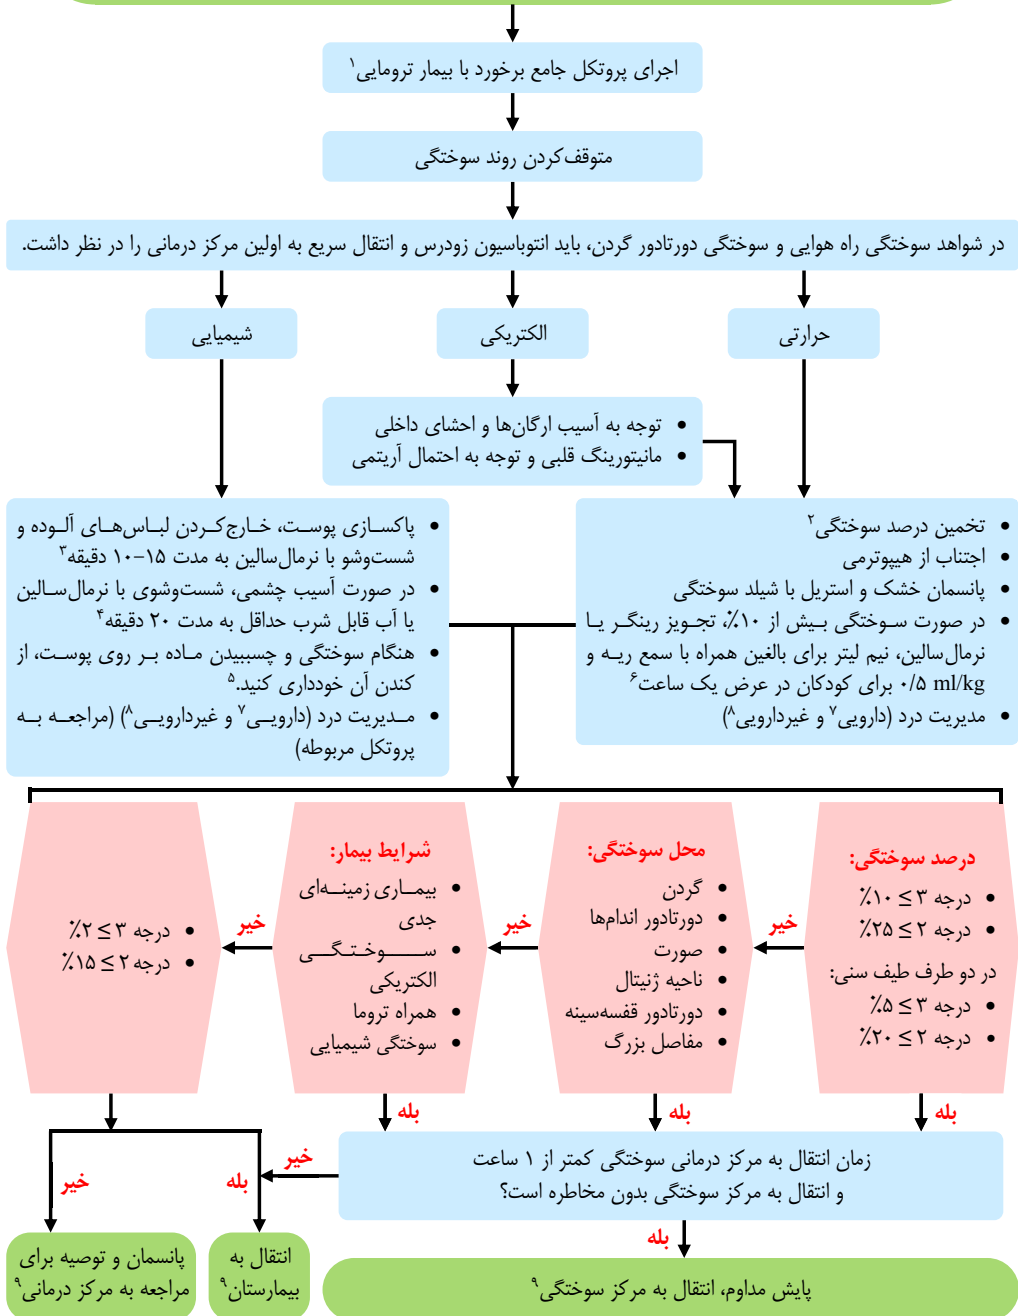 اجرای پروتکل جامع برخورد با بیمار ترومایی۱
متوقف‌کردن روند سوختگی
در شواهد سوختگی راه هوایی و سوختگی دورتادور گردن، باید انتوباسیون زودرس و انتقال سریع به اولین مرکز درمانی را در نظر داشت.
حرارتی
الکتریکی
شیمیایی
• توجه به آسیب ارگان‌ها و احشای داخلی
• مانیتورینگ قلبی و توجه به احتمال آریتمی
• تخمین درصد سوختگی۲
• اجتناب از هیپوترمی
• پانسمان خشک و استریل با شیلد سوختگی
• در صورت سوختگی بیش از ۱۰٪، تجویز رینگر یا
نرمال‌سالین، نیم لیتر برای بالغین همراه با سمع ریه و
۰/۵ ml/kg برای کودکان در عرض یک ساعت۶
• مدیریت درد (دارویی۷ و غیردارویی۸)
• پاکسازی پوست، خارج‌کردن لباس‌های آلوده و
شست‌وشو با نرمال‌سالین به مدت ۱۵–۱۰ دقیقه۳
• در صورت آسیب چشمی، شست‌وشوی با نرمال‌سالین
یا آب قابل شرب حداقل به مدت ۲۰ دقیقه۴
• هنگام سوختگی و چسبیدن ماده بر روی پوست، از
کندن آن خودداری کنید.۵
• مدیریت درد (دارویی۷ و غیردارویی۸) (مراجعه به
پروتکل مربوطه)
درصد سوختگی:
• درجه ۳ ≥ ۱۰٪
• درجه ۲ ≥ ۲۵٪
در دو طرف طیف سنی:
• درجه ۳ ≥ ۵٪
• درجه ۲ ≥ ۲۰٪
خیر
محل سوختگی:
• گردن
• دورتادور اندام‌ها
• صورت
• ناحیه ژنیتال
• دورتادور قفسه‌سینه
• مفاصل بزرگ
خیر
شرایط بیمار:
• بیماری زمینه‌ای
جدی
• سوختگی
الکتریکی
• همراه تروما
• سوختگی شیمیایی
خیر
• درجه ۳ ≥ ۲٪
• درجه ۲ ≥ ۱۵٪
بله
بله
بله
زمان انتقال به مرکز درمانی سوختگی کمتر از ۱ ساعت
و انتقال به مرکز سوختگی بدون مخاطره است؟
خیر
بله
خیر
بله
پایش مداوم، انتقال به مرکز سوختگی۹
انتقال به
بیمارستان۹
پانسمان و توصیه برای
مراجعه به مرکز درمانی۹